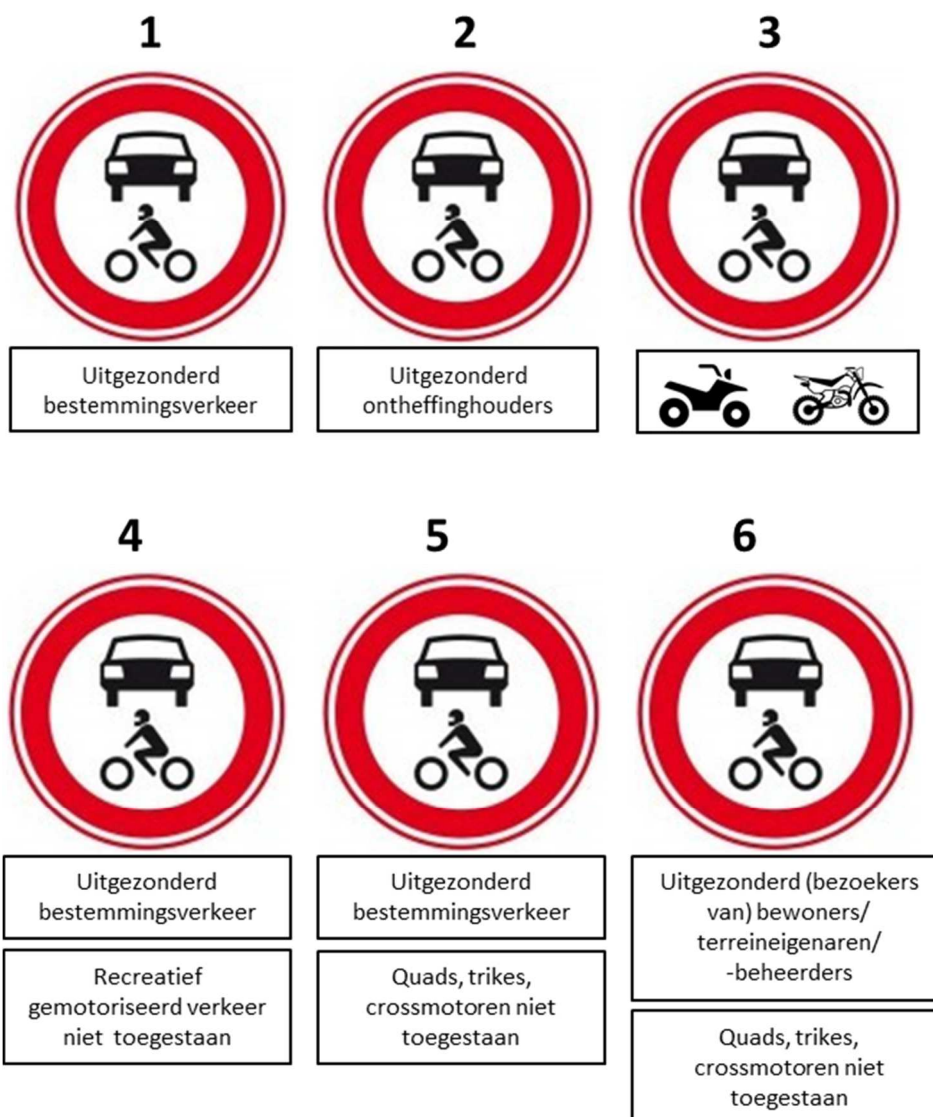 1
2
3
Uitgezonderd
bestemmingsverkeer
Uitgezonderd
ontheffinghouders
4
5
6
Uitgezonderd
bestemmingsverkeer
Recreatief
gemotoriseerd verkeer
niet toegestaan
Uitgezonderd
bestemmingsverkeer
Quads, trikes,
crossmotoren niet
toegestaan
Uitgezonderd (bezoekers
van) bewoners/
terreineigenaren/
-beheerders
Quads, trikes,
crossmotoren niet
toegestaan